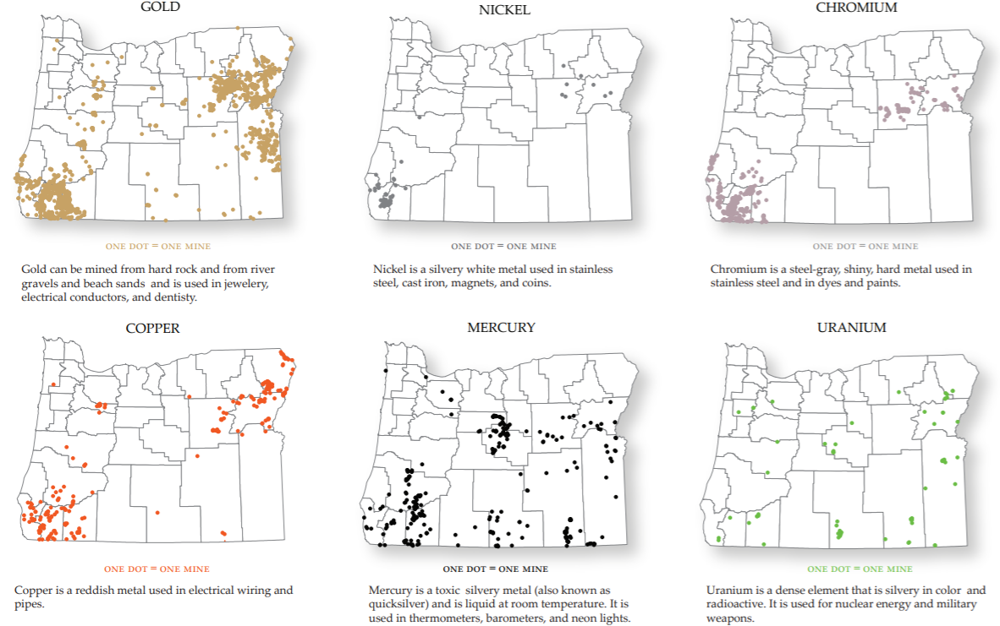 GOLD
NICKEL
CHROMIUM
ONE DOT = ONE MINE
ONE DOT = ONE MINE
ONE DOT = ONE MINE
Gold can be mined from hard rock and from river
gravels and beach sands and is used in jewelery,
electrical conductors, and dentisty.
Nickel is a silvery white metal used in stainless
steel, cast iron, magnets, and coins.
Chromium is a steel-gray, shiny, hard metal used in
stainless steel and in dyes and paints.
COPPER
MERCURY
URANIUM
ONE DOT = ONE MINE
ONE DOT = ONE MINE
ONE DOT = ONE MINE
Copper is a reddish metal used in electrical wiring and
pipes.
Mercury is a toxic silvery metal (also known as
quicksilver) and is liquid at room temperature. It is
used in thermometers, barometers, and neon lights.
Uranium is a dense element that is silvery in color and
radioactive. It is used for nuclear energy and military
weapons.